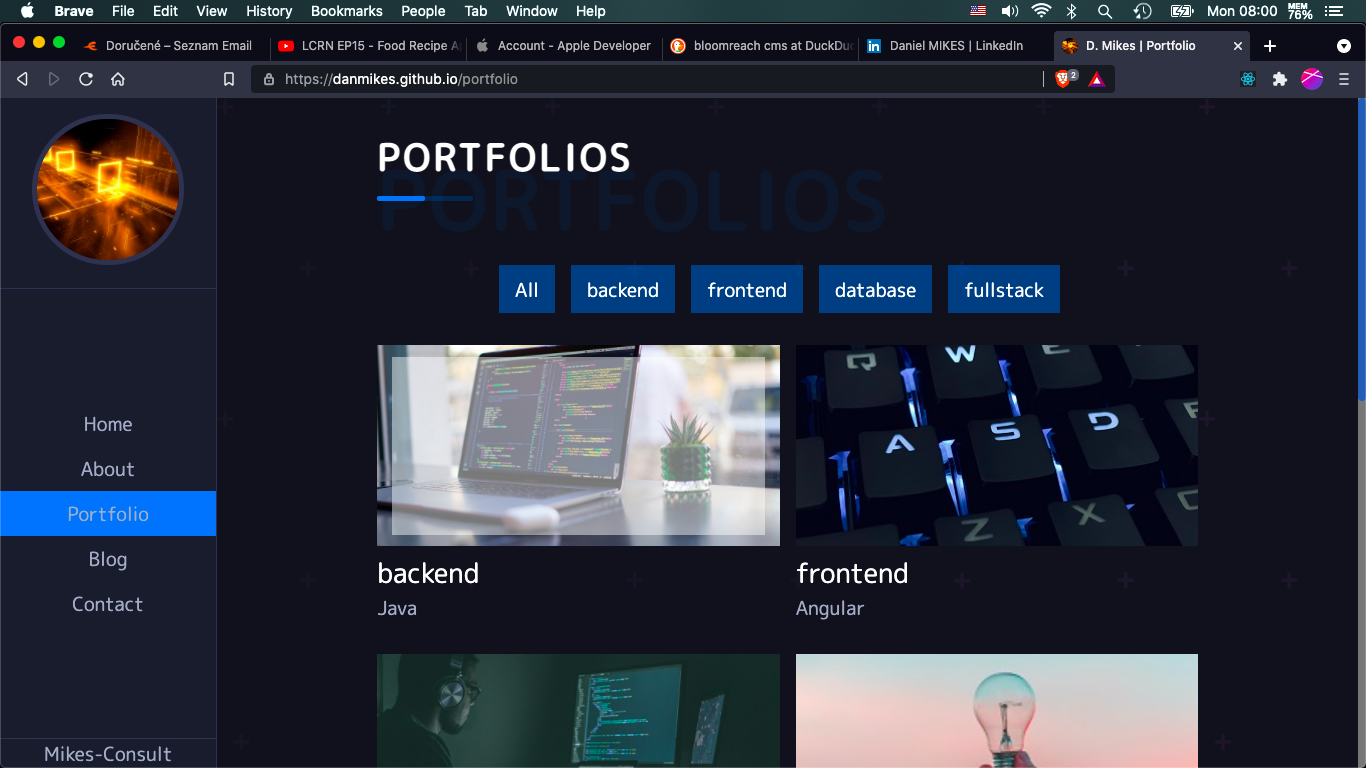 Brave File Edit View History Bookmarks People Tab Window Help Mon 08:00 MEM 76%
Doručené – Seznam Email LCRN EP15 - Food Recipe A Account - Apple Developer bloomreach cms at DuckDuc Daniel MIKES | LinkedIn D. Mikes | Portfolio
https://danmikes.github.io/portfolio 2
PORTFOLIOS
PORTFOLIOS
All backend frontend database fullstack
Q W E
A S D F
Z X C
Home
About
Portfolio
Blog
Contact
backend
Java
frontend
Angular
Mikes-Consult